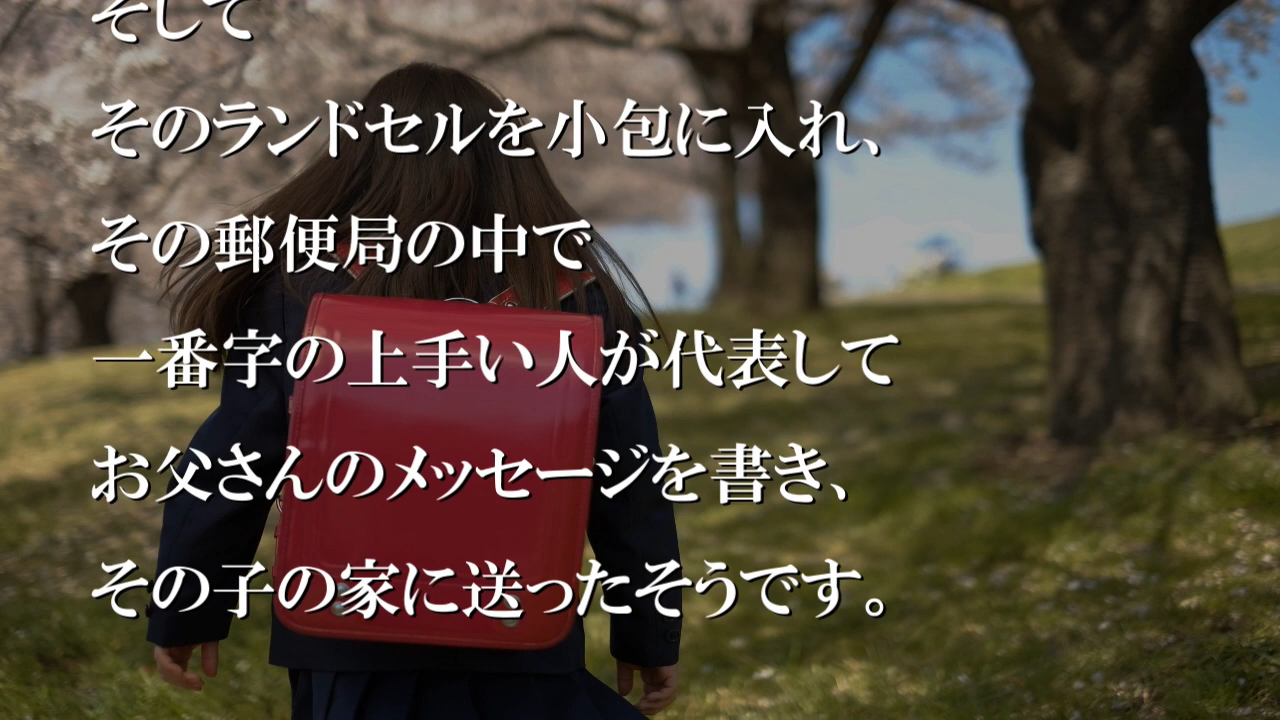 そして
そのランドセルを小包に入れ、
その郵便局の中で
一番字の上手い人が代表して
お父さんのメッセージを書き、
その子の家に送ったそうです。